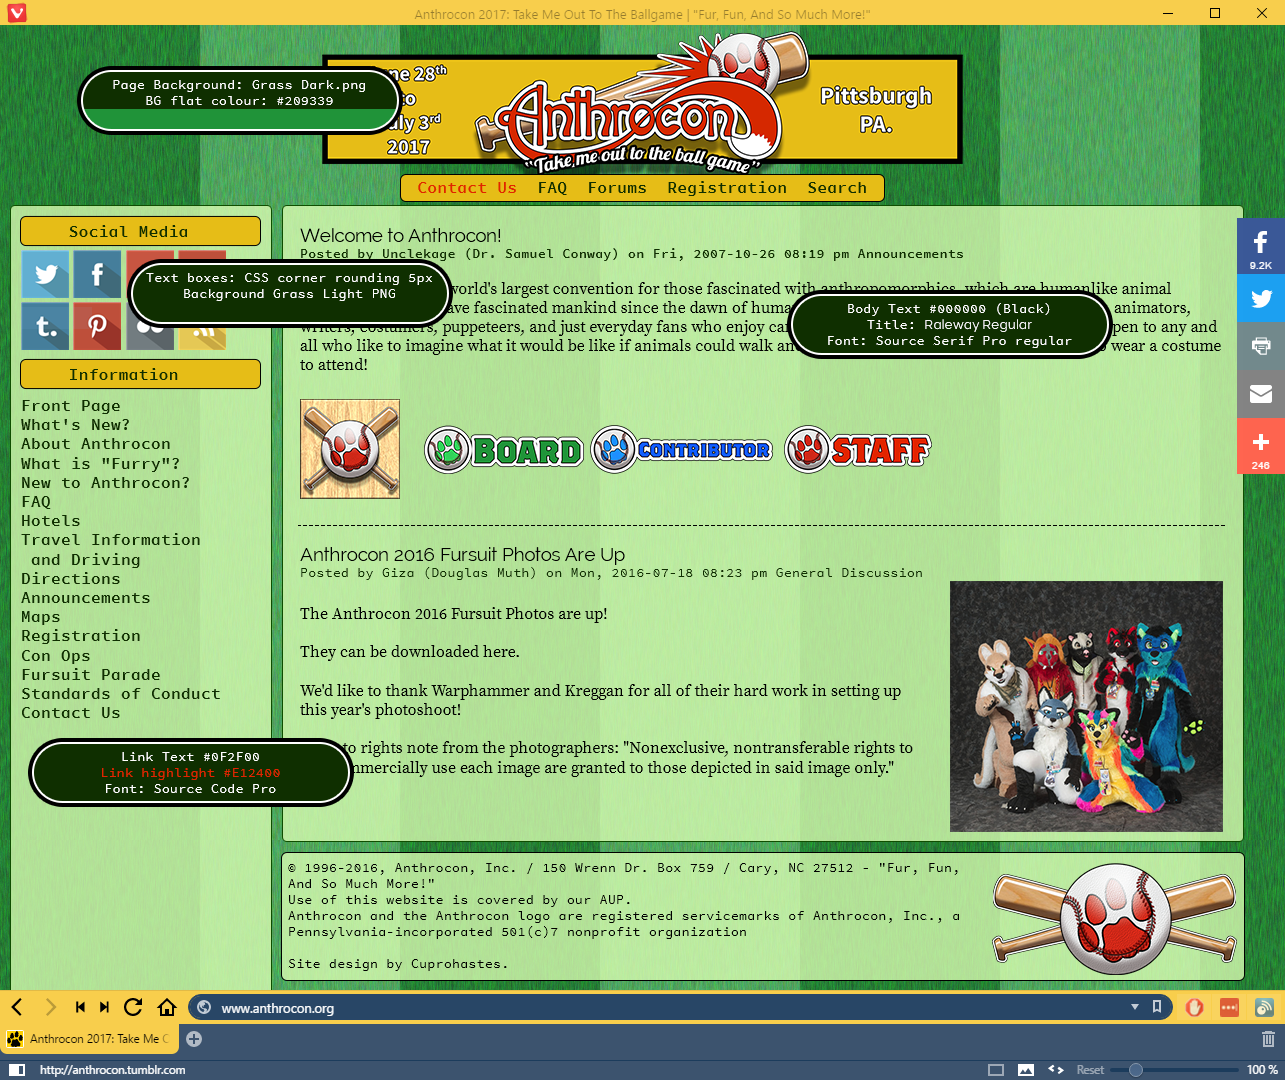 Anthrocon 2017: Take Me Out To The Ballgame | "Fur, Fun, And So Much More!"
ne 28th
to
ly 3rd
2017
Anthrocon
"Take me out to the ball game"
Pittsburgh
PA.
Page Background: Grass Dark.png
BG flat colour: #209339
Contact Us FAQ Forums Registration Search
Social Media
Text boxes: CSS corner rounding 5px
Background Grass Light PNG
Information
Front Page
What's New?
About Anthrocon
What is "Furry"?
New to Anthrocon?
FAQ
Hotels
Travel Information
and Driving
Directions
Announcements
Maps
Registration
Con Ops
Fursuit Parade
Standards of Conduct
Contact Us
Link Text #0F2F00
Link highlight #E12400
Font: Source Code Pro
Welcome to Anthrocon!
Posted by Unclekage (Dr. Samuel Conway) on Fri, 2007-10-26 08:19 pm Announcements
world's largest convention for those fascinated with anthropomorphics, which are humanlike animal
ave fascinated mankind since the dawn of huma animators,
writers, costumers, puppeteers, and just everyday fans who enjoy car pen to any and
all who like to imagine what it would be like if animals could walk an wear a costume
to attend!
Body Text #000000 (Black)
Title: Raleway Regular
Font: Source Serif Pro regular
BOARD CONTRIBUTOR STAFF
Anthrocon 2016 Fursuit Photos Are Up
Posted by Giza (Douglas Muth) on Mon, 2016-07-18 08:23 pm General Discussion
The Anthrocon 2016 Fursuit Photos are up!
They can be downloaded here.
We'd like to thank Warphammer and Kreggan for all of their hard work in setting up
this year's photoshoot!
to rights note from the photographers: "Nonexclusive, nontransferable rights to
mmercially use each image are granted to those depicted in said image only."
9.2K
246
© 1996-2016, Anthrocon, Inc. / 150 Wrenn Dr. Box 759 / Cary, NC 27512 - "Fur, Fun,
And So Much More!"
Use of this website is covered by our AUP.
Anthrocon and the Anthrocon logo are registered servicemarks of Anthrocon, Inc., a
Pennsylvania-incorporated 501(c)7 nonprofit organization
Site design by Cuprohastes.
www.anthrocon.org
Anthrocon 2017: Take Me O
http://anthrocon.tumblr.com
Reset 100 %